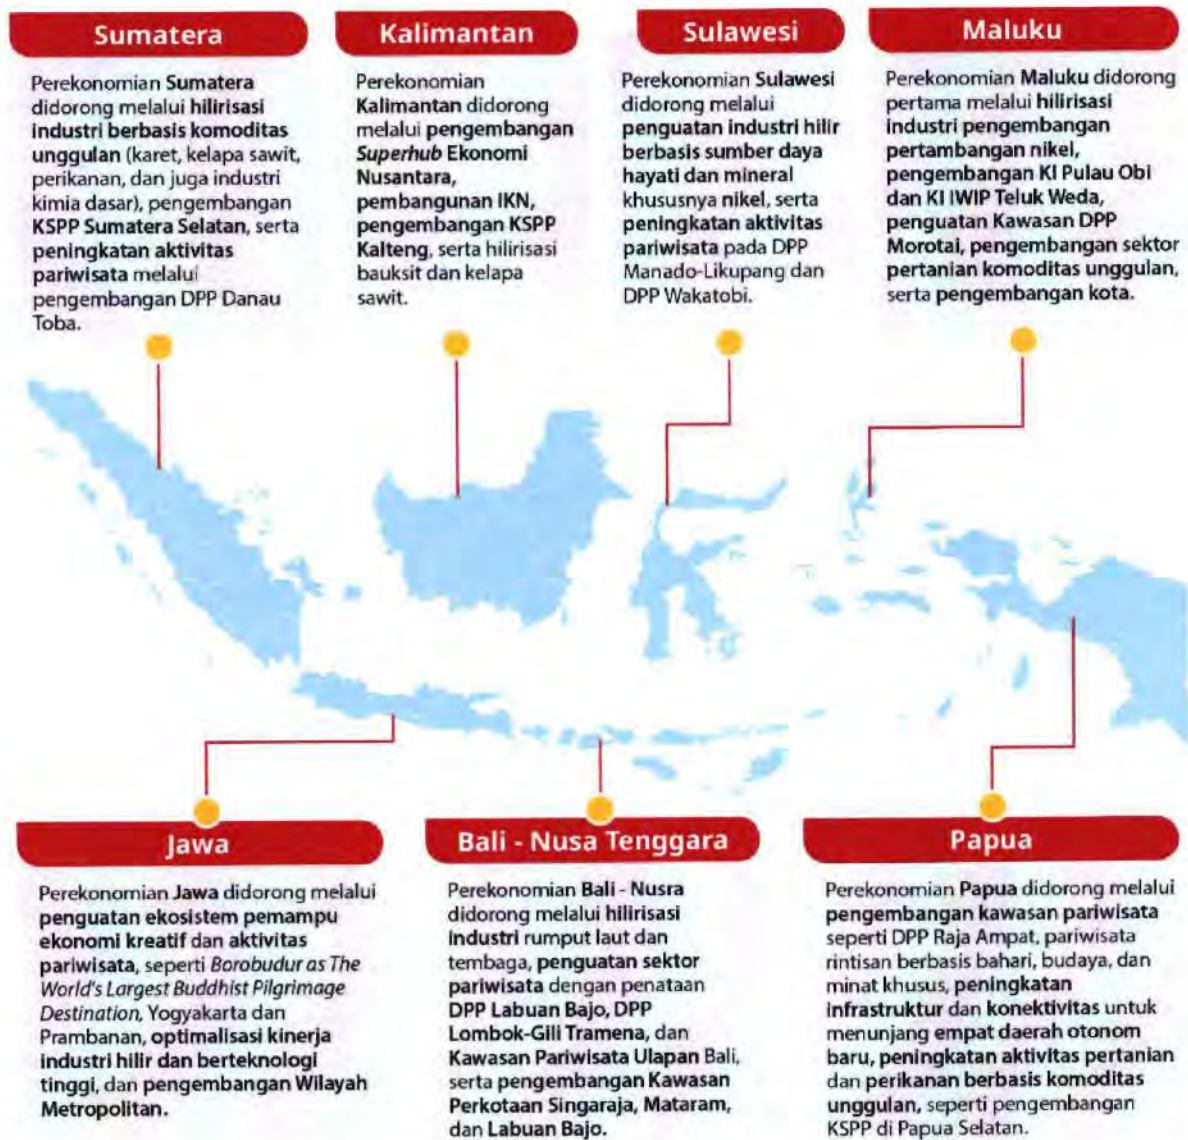 Sumatera
Perekonomian Sumatera
didorong melalui hilirisasi
industri berbasis komoditas
unggulan (karet, kelapa sawit,
perikanan, dan juga industri
kimia dasar), pengembangan
KSPP Sumatera Selatan, serta
peningkatan aktivitas
pariwisata melalui
pengembangan DPP Danau
Toba.
Kalimantan
Perekonomian
Kalimantan didorong
melalui pengembangan
Superhub Ekonomi
Nusantara,
pembangunan IKN,
pengembangan KSPP
Kalteng, serta hilirisasi
bauksit dan kelapa
sawit.
Sulawesi
Perekonomian Sulawesi
didorong melalui
penguatan industri hilir
berbasis sumber daya
hayati dan mineral
khususnya nikel, serta
peningkatan aktivitas
pariwisata pada DPP
Manado-Likupang dan
DPP Wakatobi.
Maluku
Perekonomian Maluku didorong
pertama melalui hilirisasi
industri pengembangan
pertambangan nikel,
pengembangan KI Pulau Obi
dan KI IWIP Teluk Weda,
penguatan Kawasan DPP
Morotai, pengembangan sektor
pertanian komoditas unggulan,
serta pengembangan kota.
Jawa
Perekonomian Jawa didorong melalui
penguatan ekosistem pemampu
ekonomi kreatif dan aktivitas
pariwisata, seperti Borobudur as The
World's Largest Buddhist Pilgrimage
Destination, Yogyakarta dan
Prambanan, optimalisasi kinerja
industri hilir dan berteknologi
tinggi, dan pengembangan Wilayah
Metropolitan.
Bali - Nusa Tenggara
Perekonomian Bali - Nusra
didorong melalui hilirisasi
industri rumput laut dan
tembaga, penguatan sektor
pariwisata dengan penataan
DPP Labuan Bajo, DPP
Lombok-Gili Tramena, dan
Kawasan Pariwisata Ulapan Bali,
serta pengembangan Kawasan
Perkotaan Singaraja, Mataram,
dan Labuan Bajo.
Papua
Perekonomian Papua didorong melalui
pengembangan kawasan pariwisata
seperti DPP Raja Ampat, pariwisata
rintisan berbasis bahari, budaya, dan
minat khusus, peningkatan
infrastruktur dan konektivitas untuk
menunjang empat daerah otonom
baru, peningkatan aktivitas pertanian
dan perikanan berbasis komoditas
unggulan, seperti pengembangan
KSPP di Papua Selatan.